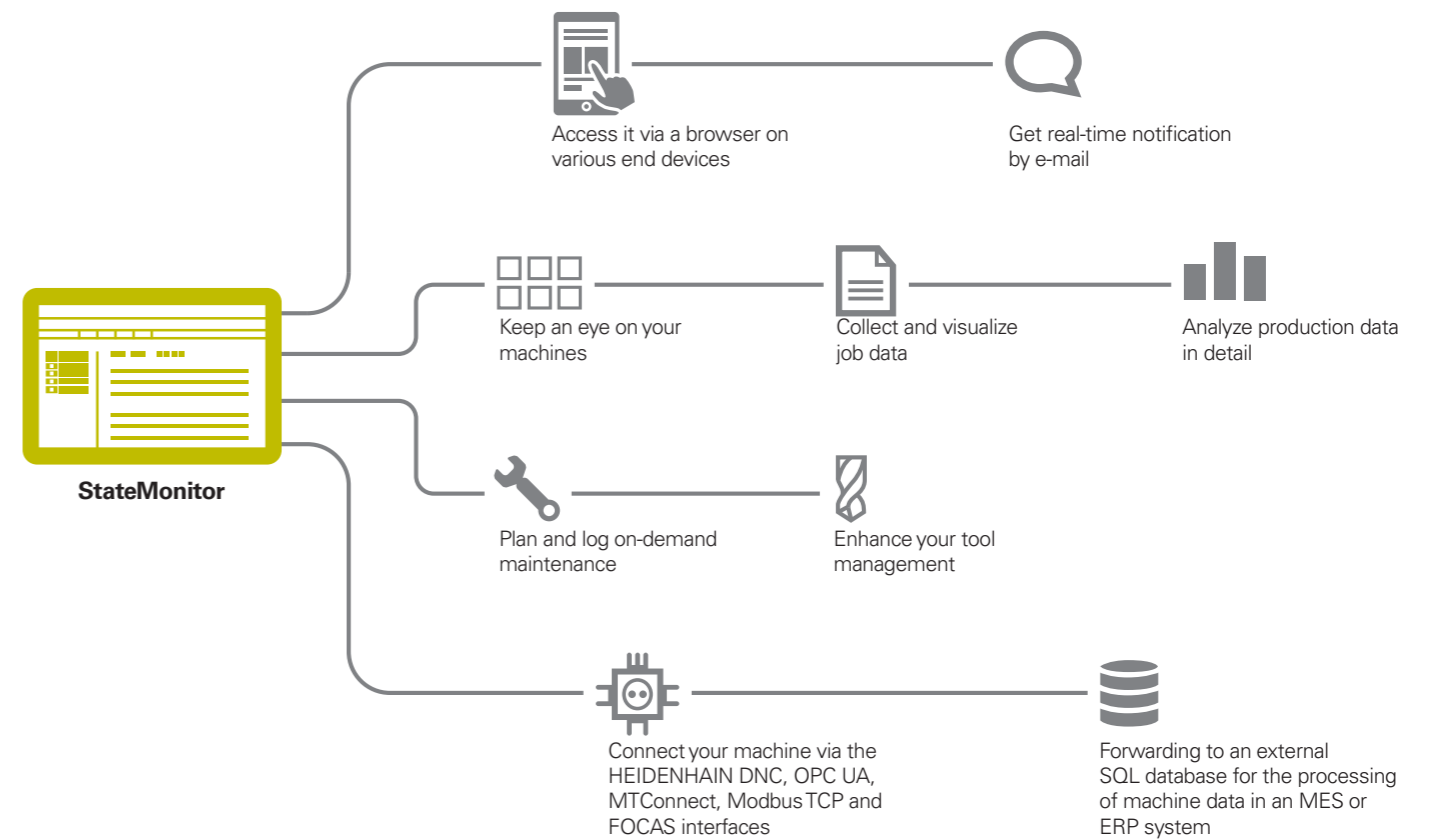 Access it via a browser on
various end devices
Get real-time notification
by e-mail
Keep an eye on your
machines
Collect and visualize
job data
Analyze production data
in detail
StateMonitor
Plan and log on-demand
maintenance
Enhance your tool
management
Connect your machine via the
HEIDENHAIN DNC, OPC UA,
MTConnect, Modbus TCP and
FOCAS interfaces
Forwarding to an external
SQL database for the processing
of machine data in an MES or
ERP system